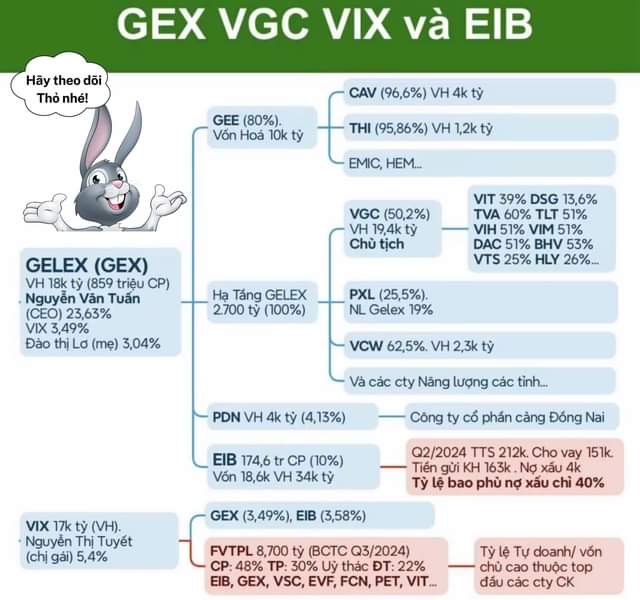 GEX VGC VIX và EIB
Hãy theo dõi
Thỏ nhé!
GELEX (GEX)
VH 18k tỷ (859 triệu CP)
Nguyễn Văn Tuấn
(CEO) 23,63%
VIX 3,49%
Đào thị Lơ (mẹ) 3,04%
GEE (80%).
Vốn Hoá 10k tỷ
CAV (96,6%) VH 4k tỷ
THI (95,86%) VH 1,2k tỷ
EMIC, HEM...
Hạ Tầng GELEX
2.700 tỷ (100%)
VGC (50,2%)
VH 19,4k tỷ
Chủ tịch
VIT 39% DSG 13,6%
TVA 60% TLT 51%
VIH 51% VIM 51%
DAC 51% BHV 53%
VTS 25% HLY 26%...
PXL (25,5%).
NL Gelex 19%
VCW 62,5%. VH 2,3k tỷ
Và các cty Năng lượng các tỉnh...
PDN VH 4k tỷ (4,13%)
Công ty cổ phần cảng Đồng Nai
EIB 174,6 tr CP (10%)
Vốn 18,6k VH 34k tỷ
Q2/2024 TTS 212k. Cho vay 151k.
Tiền gửi KH 163k . Nợ xấu 4k
Tỷ lệ bao phủ nợ xấu chỉ 40%
VIX 17k tỷ (VH).
Nguyễn Thị Tuyết
(chị gái) 5,4%
GEX (3,49%), EIB (3,58%)
FVTPL 8,700 tỷ (BCTC Q3/2024)
CP: 48% TP: 30% Uỷ thác ĐT: 22%
EIB, GEX, VSC, EVF, FCN, PET, VIT...
Tỷ lệ Tự doanh/ vốn
chủ cao thuộc top
đầu các cty CK